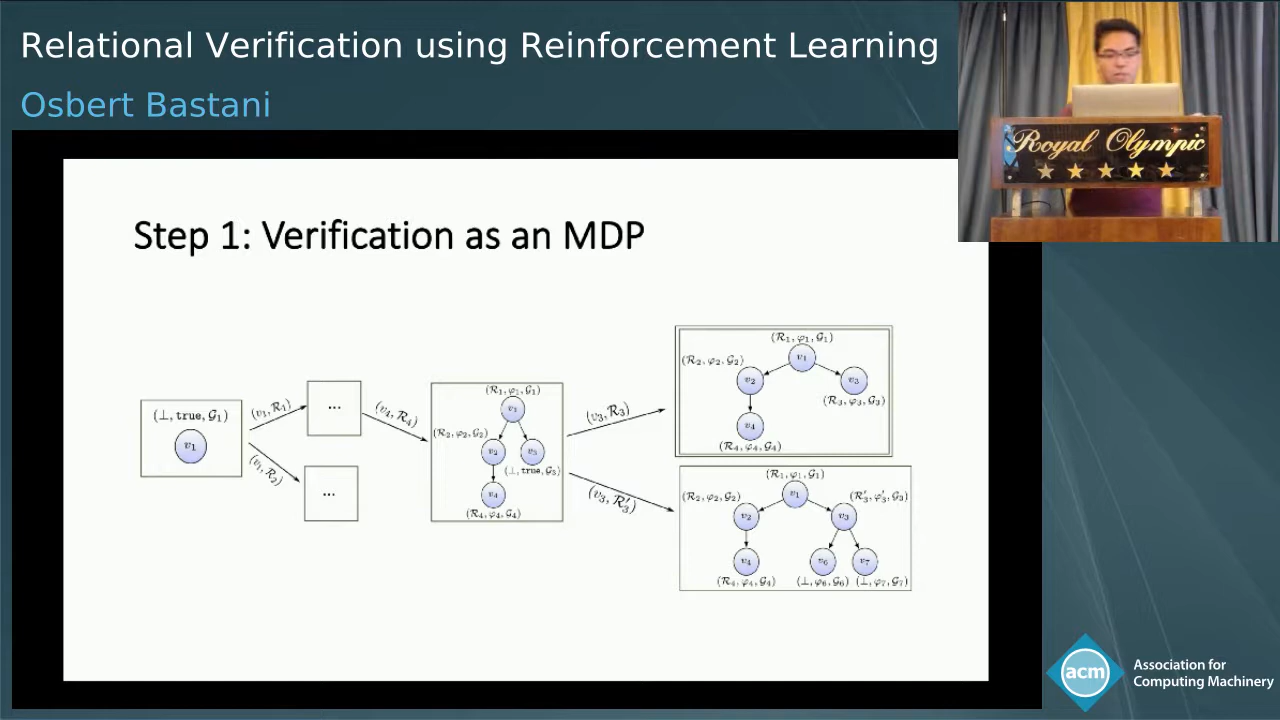 Relational Verification using Reinforcement Learning
Osbert Bastani
Royal Olympic
Step 1: Verification as an MDP
(⊥, true, 𝒢₁)
v₁
(v₁, ℛ₁)
(v₁, ℛ₂)
...
...
(v₄, ℛ₄)
(ℛ₁, φ₁, 𝒢₁)
v₁
(ℛ₂, φ₂, 𝒢₂)
v₂
v₃
(⊥, true, 𝒢₃)
v₄
(ℛ₄, φ₄, 𝒢₄)
(v₃, ℛ₃)
(v₃, ℛ′₃)
(ℛ₁, φ₁, 𝒢₁)
v₁
(ℛ₂, φ₂, 𝒢₂)
v₂
v₃
(ℛ₃, φ₃, 𝒢₃)
v₄
(ℛ₄, φ₄, 𝒢₄)
(ℛ₁, φ₁, 𝒢₁)
v₁
(ℛ₂, φ₂, 𝒢₂)
(ℛ′₃, φ′₃, 𝒢₃)
v₂
v₃
v₄
v₆
v₇
(ℛ₄, φ₄, 𝒢₄)
(⊥, φ₆, 𝒢₆)
(⊥, φ₇, 𝒢₇)
acm
Association for
Computing Machinery